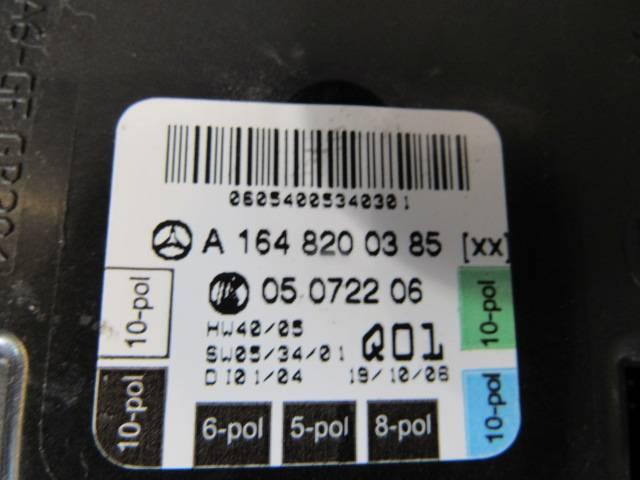 0605400534030 1
A 164 820 03 85 [xx]
05 0722 06
HW40/05
SW05/34/01
DI01/04
Q01
19/10/06
10-pol
10-pol
10-pol
10-pol
6-pol
5-pol
8-pol